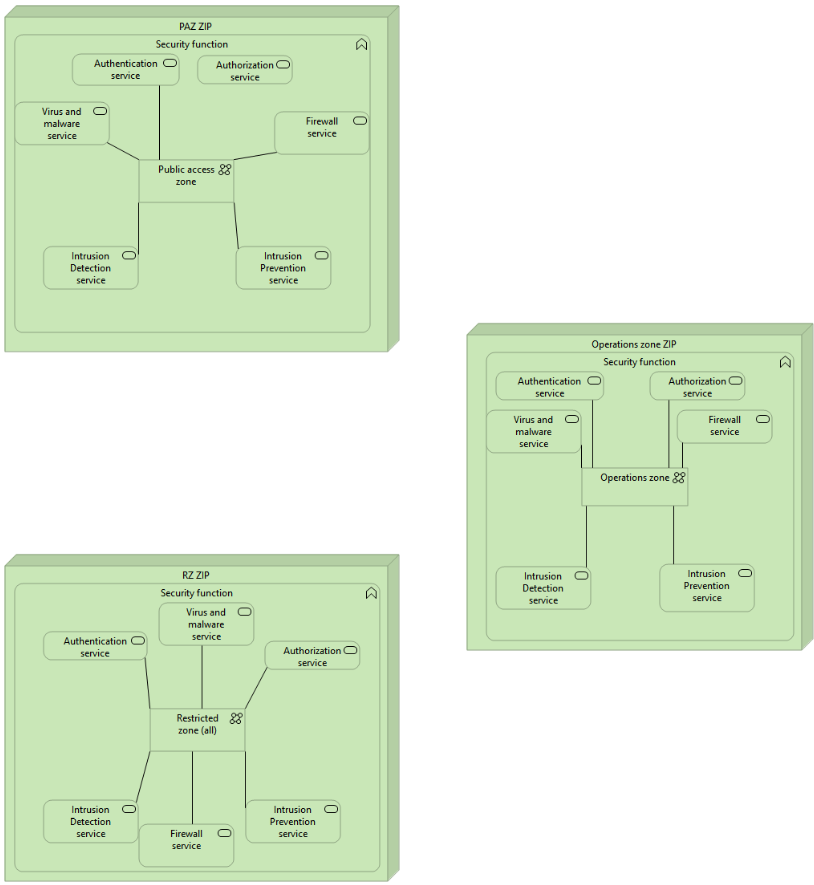 PAZ ZIP
Security function
Authentication
service
Authorization
service
Virus and
malware
service
Firewall
service
Public access
zone
Intrusion
Detection
service
Intrusion
Prevention
service
Operations zone ZIP
Security function
Authentication
service
Authorization
service
Virus and
malware
service
Firewall
service
Operations zone
Intrusion
Detection
service
Intrusion
Prevention
service
RZ ZIP
Security function
Virus and
malware
service
Authentication
service
Authorization
service
Restricted
zone (all)
Intrusion
Detection
service
Firewall
service
Intrusion
Prevention
service